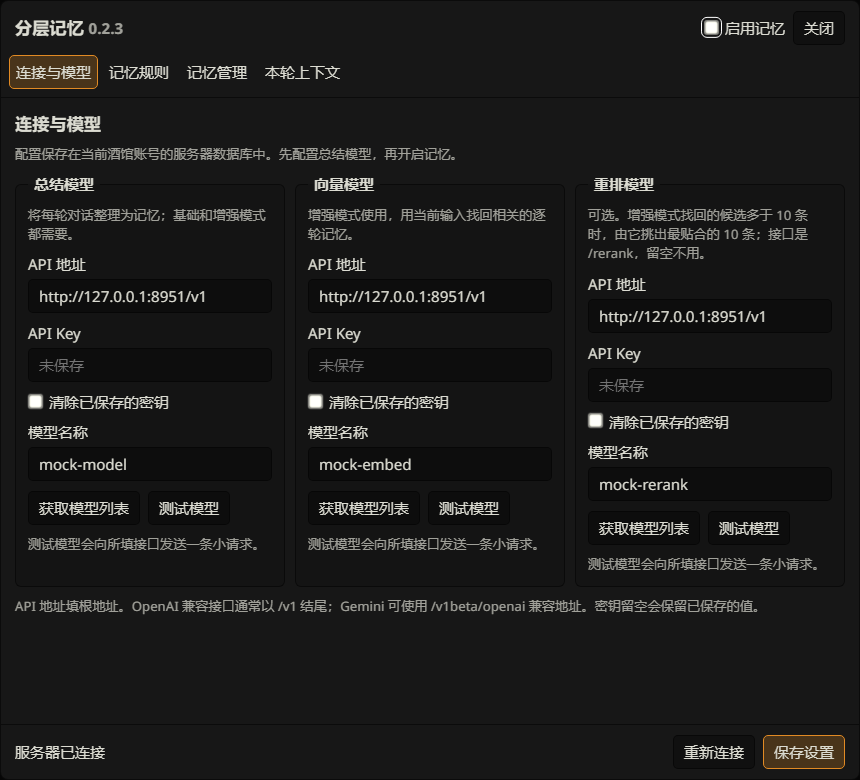 分层记忆 0.2.3
启用记忆
关闭
连接与模型
记忆规则
记忆管理
本轮上下文
连接与模型
配置保存在当前酒馆账号的服务器数据库中。先配置总结模型，再开启记忆。
总结模型
将每轮对话整理为记忆；基础和增强模式
都需要。
API 地址
http://127.0.0.1:8951/v1
API Key
未保存
清除已保存的密钥
模型名称
mock-model
获取模型列表
测试模型
测试模型会向所填接口发送一条小请求。
向量模型
增强模式使用，用当前输入找回相关的逐
轮记忆。
API 地址
http://127.0.0.1:8951/v1
API Key
未保存
清除已保存的密钥
模型名称
mock-embed
获取模型列表
测试模型
测试模型会向所填接口发送一条小请求。
重排模型
可选。增强模式找回的候选多于 10 条
时，由它挑出最贴合的 10 条；接口是
/rerank，留空不用。
API 地址
http://127.0.0.1:8951/v1
API Key
未保存
清除已保存的密钥
模型名称
mock-rerank
获取模型列表
测试模型
测试模型会向所填接口发送一条小请求。
API 地址填根地址。OpenAI 兼容接口通常以 /v1 结尾；Gemini 可使用 /v1beta/openai 兼容地址。密钥留空会保留已保存的值。
服务器已连接
重新连接
保存设置